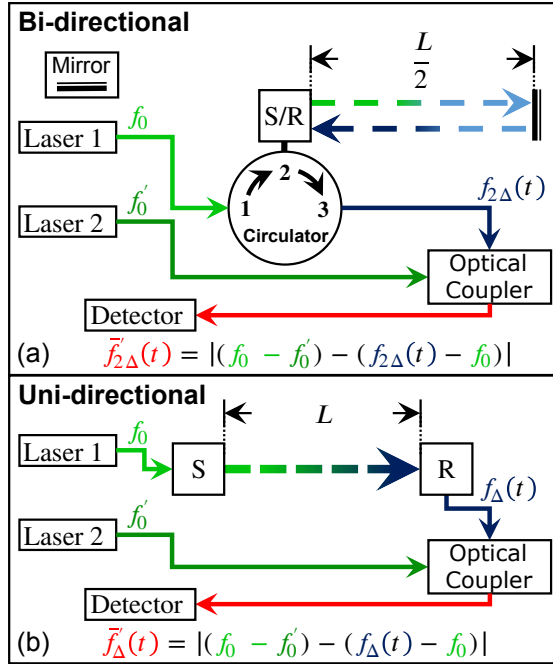 Bi-directional
Mirror
L
2
S/R
Laser 1
f₀
Laser 2
f₀′
1
2
3
Circulator
f₂Δ(t)
Optical
Coupler
Detector
(a)
f̄′₂Δ(t) = |(f₀ − f₀′) − (f₂Δ(t) − f₀)|
Uni-directional
L
Laser 1
f₀
S
R
Laser 2
f₀′
fΔ(t)
Optical
Coupler
Detector
(b)
f̄′Δ(t) = |(f₀ − f₀′) − (fΔ(t) − f₀)|